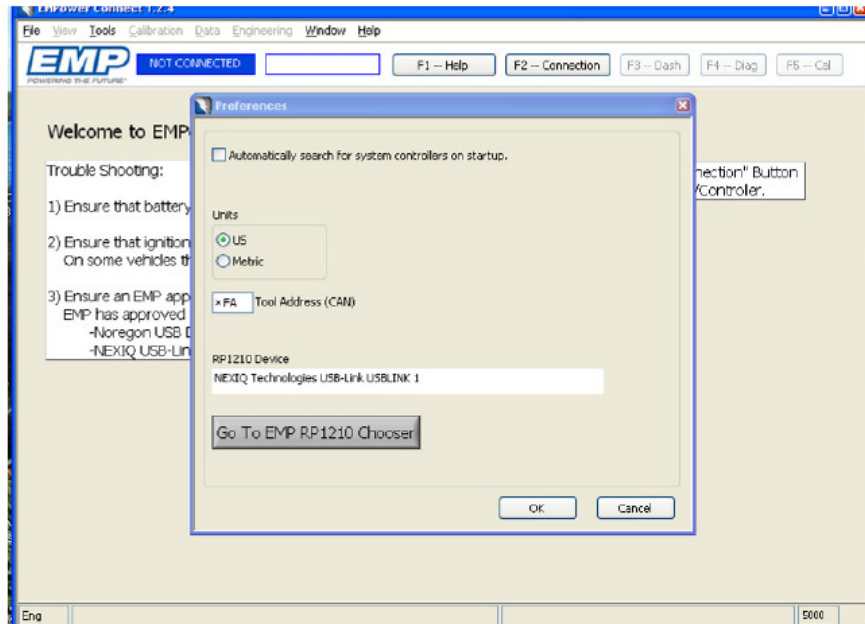 EMPower Connect 1.2.4
File View Tools Calibration Data Engineering Window Help
EMP
POWERING THE FUTURE
NOT CONNECTED
F1 -- Help
F2 -- Connection
F3 -- Dash
F4 -- Diag
F5 -- Cal
Welcome to EMP
Trouble Shooting:
1) Ensure that battery
2) Ensure that ignition
On some vehicles th
3) Ensure an EMP app
EMP has approved
-Noregon USB D
-NEXIQ USB-Lin
nection" Button
/Controler.
Preferences
Automatically search for system controllers on startup.
Units
US
Metric
×FA Tool Address (CAN)
RP1210 Device
NEXIQ Technologies USB-Link USBLINK 1
Go To EMP RP1210 Chooser
OK
Cancel
Eng
5000